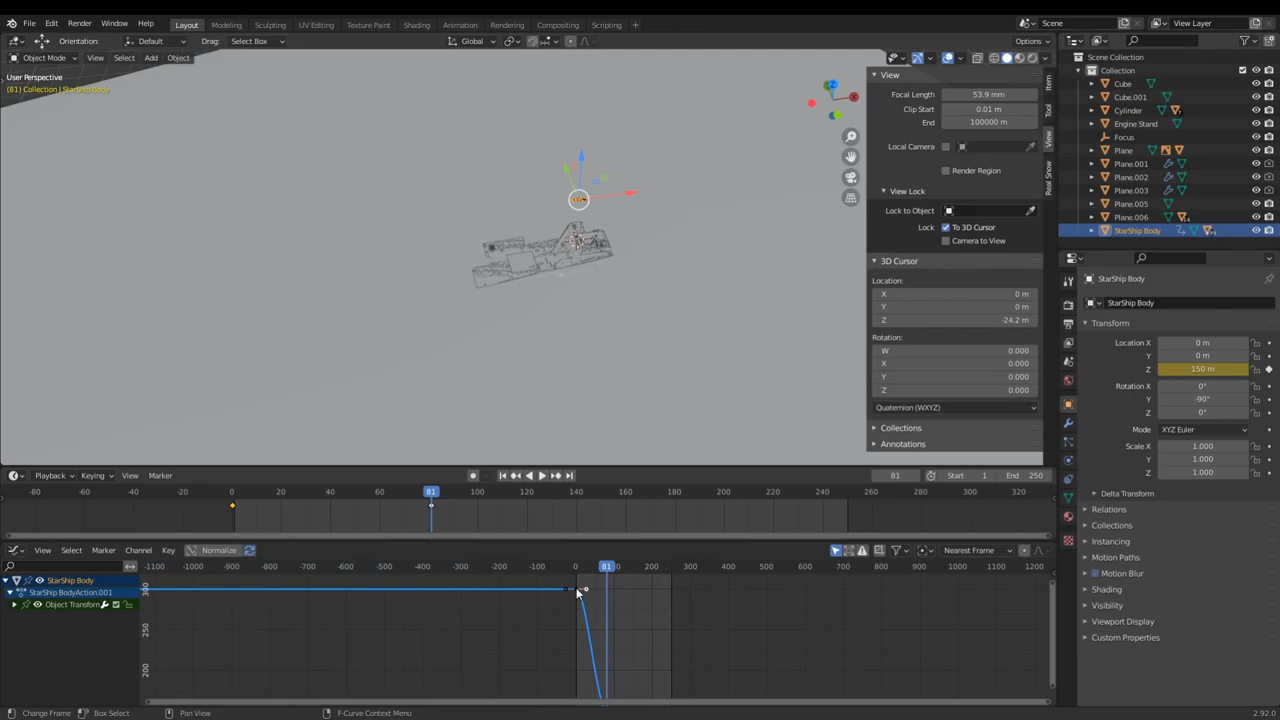 File Edit Render Window Help Layout Modeling Sculpting UV Editing Texture Paint Shading Animation Rendering Compositing Scripting + Scene View Layer
Orientation: Default Drag: Select Box Global Options
Object Mode View Select Add Object
User Perspective
(81) Collection | StarShip Body
X
Z
View
Focal Length 53.9 mm
Clip Start 0.01 m
End 100000 m
Local Camera
Render Region
View Lock
Lock to Object
Lock To 3D Cursor
Camera to View
3D Cursor
Location:
X 0 m
Y 0 m
Z -24.2 m
Rotation:
W 0.000
X 0.000
Y 0.000
Z 0.000
Quaternion (WXYZ)
Collections
Annotations
Item
Tool
View
Real Snow
Scene Collection
Collection
Cube
Cube.001
Cylinder
Engine Stand
Focus
Plane
Plane.001
Plane.002
Plane.003
Plane.005
Plane.006
StarShip Body
StarShip Body
StarShip Body
Transform
Location X 0 m
Y 0 m
Z 150 m
Rotation X 0°
Y -90°
Z 0°
Mode XYZ Euler
Scale X 1.000
Y 1.000
Z 1.000
Delta Transform
Relations
Collections
Instancing
Motion Paths
Motion Blur
Shading
Visibility
Viewport Display
Custom Properties
Playback Keying View Marker 81 Start 1 End 250
-80 -60 -40 -20 0 20 40 60 81 100 120 140 160 180 200 220 240 260 280 300 320
View Select Marker Channel Key Normalize Nearest Frame
-1100 -1000 -900 -800 -700 -600 -500 -400 -300 -200 -100 0 81 200 300 400 500 600 700 800 900 1000 1100 1200
StarShip Body
StarShip BodyAction.001
Object Transform
300
250
200
Change Frame Box Select Pan View F-Curve Context Menu 2.92.0